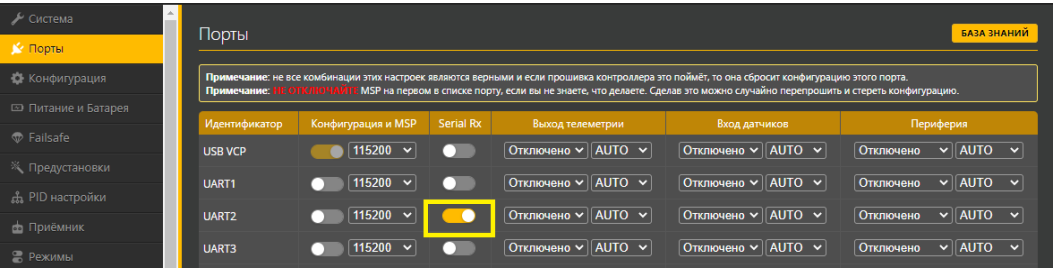 Система
Порты
Конфигурация
Питание и Батарея
Failsafe
Предустановки
PID настройки
Приёмник
Режимы
Порты
БАЗА ЗНАНИЙ
Примечание: не все комбинации этих настроек являются верными и если прошивка контроллера это поймёт, то она сбросит конфигурацию этого порта.
Примечание: НЕ ОТКЛЮЧАЙТЕ MSP на первом в списке порту, если вы не знаете, что делаете. Сделав это можно случайно перепрошить и стереть конфигурацию.
Идентификатор Конфигурация и MSP Serial Rx Выход телеметрии Вход датчиков Периферия
USB VCP 115200 Отключено AUTO Отключено AUTO Отключено AUTO
UART1 115200 Отключено AUTO Отключено AUTO Отключено AUTO
UART2 115200 Отключено AUTO Отключено AUTO Отключено AUTO
UART3 115200 Отключено AUTO Отключено AUTO Отключено AUTO